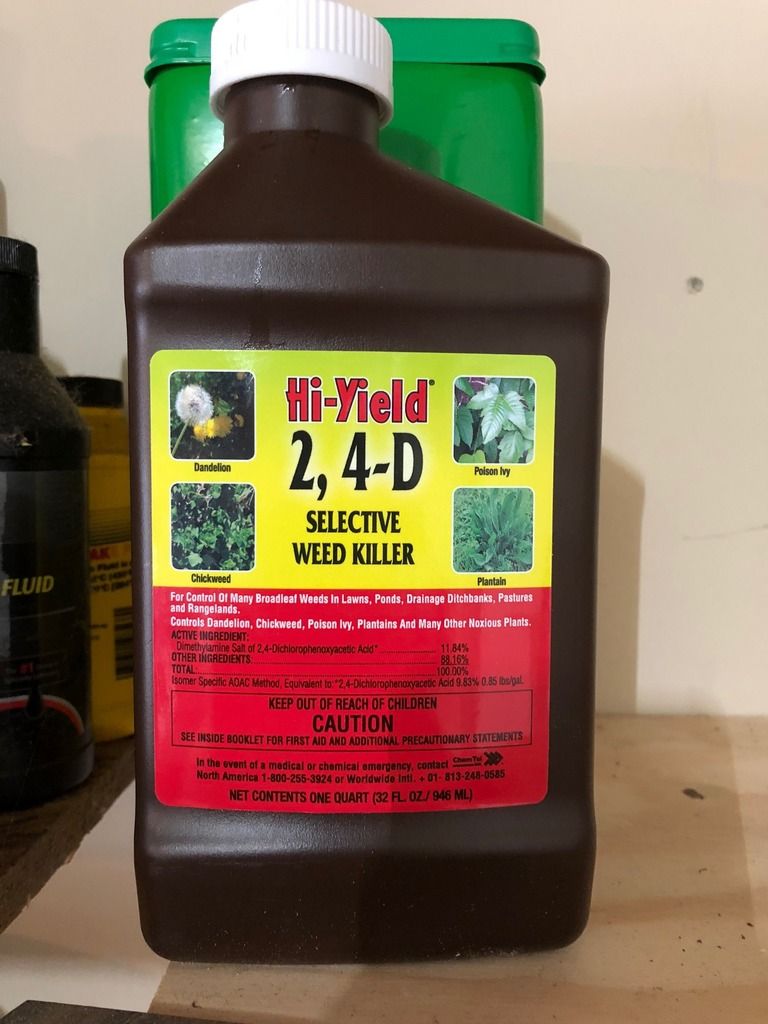 Hi-Yield®
2, 4-D
SELECTIVE
WEED KILLER
Dandelion
Poison Ivy
Chickweed
Plantain
For Control Of Many Broadleaf Weeds In Lawns, Ponds, Drainage Ditchbanks, Pastures
and Rangelands.
Controls Dandelion, Chickweed, Poison Ivy, Plantains And Many Other Noxious Plants.
ACTIVE INGREDIENT:
Dimethylamine Salt of 2,4-Dichlorophenoxyacetic Acid* 11.84%
OTHER INGREDIENTS 88.16%
TOTAL: 100.00%
Isomer Specific AOAC Method, Equivalent to: *2,4-Dichlorophenoxyacetic Acid 9.83% 0.85 lbs/gal.
KEEP OUT OF REACH OF CHILDREN
CAUTION
SEE INSIDE BOOKLET FOR FIRST AID AND ADDITIONAL PRECAUTIONARY STATEMENTS
In the event of a medical or chemical emergency, contact ChemTel
North America 1-800-255-3924 or Worldwide Intl. + 01- 813-248-0585
NET CONTENTS ONE QUART (32 FL. OZ./ 946 ML)
FLUID